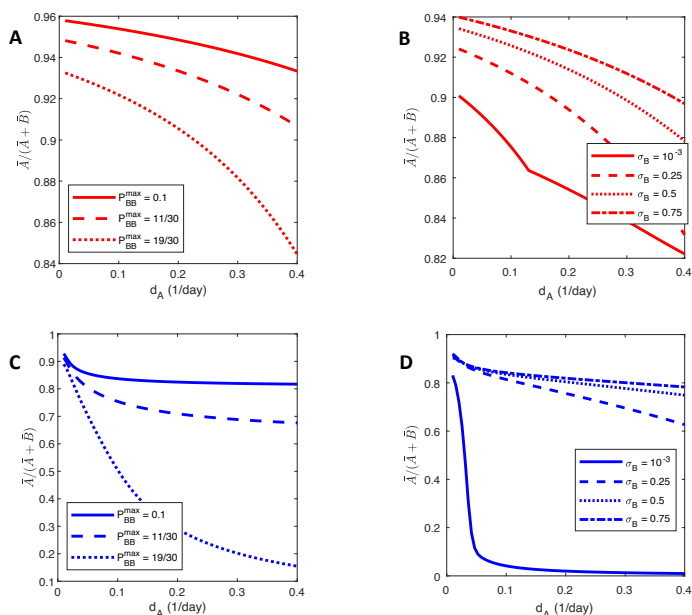 A
0.96
0.94
0.92
0.9
0.88
0.86
0.84
Ā/(Ā + B̄)
P_BB^max = 0.1
P_BB^max = 11/30
P_BB^max = 19/30
0 0.1 0.2 0.3 0.4
d_A (1/day)
B
0.94
0.92
0.9
0.88
0.86
0.84
0.82
Ā/(Ā + B̄)
σ_B = 10^-3
σ_B = 0.25
σ_B = 0.5
σ_B = 0.75
0 0.1 0.2 0.3 0.4
d_A (1/day)
C
1
0.9
0.8
0.7
0.6
0.5
0.4
0.3
0.2
0.1
Ā/(Ā + B̄)
P_BB^max = 0.1
P_BB^max = 11/30
P_BB^max = 19/30
0 0.1 0.2 0.3 0.4
d_A (1/day)
D
1
0.8
0.6
0.4
0.2
0
Ā/(Ā + B̄)
σ_B = 10^-3
σ_B = 0.25
σ_B = 0.5
σ_B = 0.75
0 0.1 0.2 0.3 0.4
d_A (1/day)